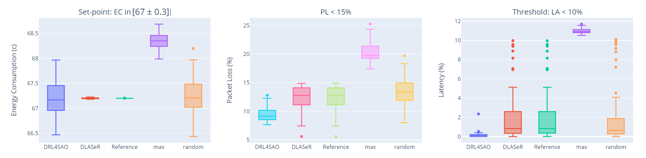 Set-point: EC in [67 ± 0.3]|
Energy Consumption (c)
68.5
68
67.5
67
66.5
DRL4SAO DLASeR Reference max random
PL < 15%
Packet Loss (%)
25
20
15
10
5
DRL4SAO DLASeR Reference max random
Threshold: LA < 10%
Latency (%)
12
10
8
6
4
2
0
DRL4SAO DLASeR Reference max random